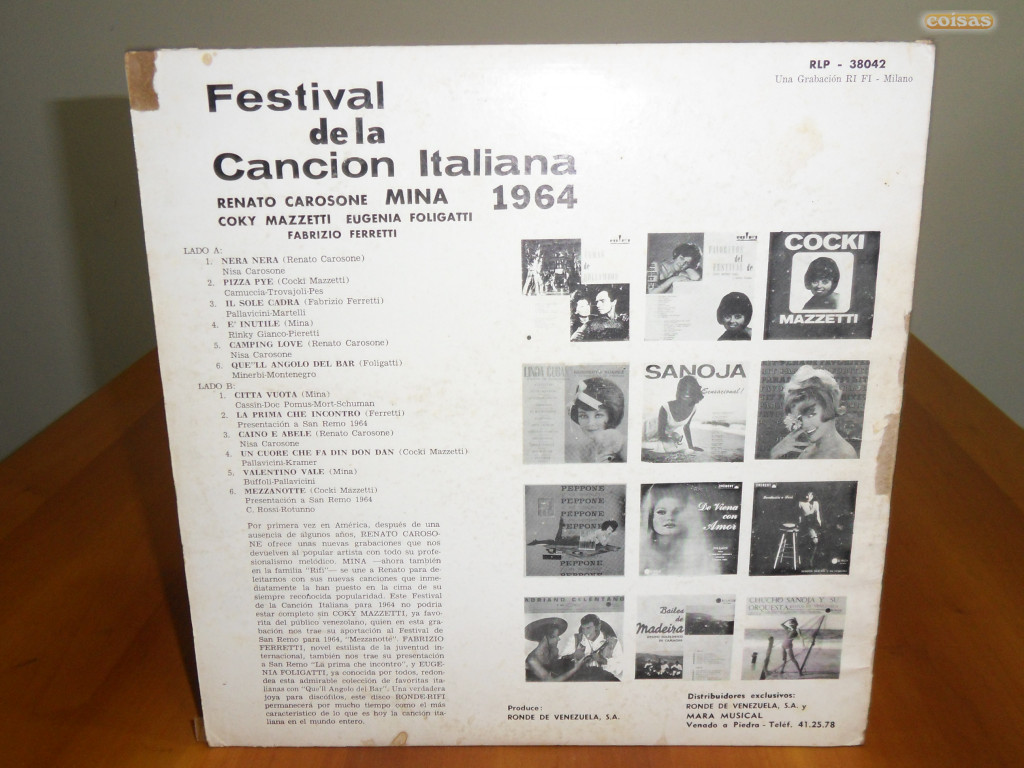 coisas
RLP - 38042
Una Grabación RI FI - Milano
Festival
de la
Cancion Italiana
RENATO CAROSONE MINA 1964
COKY MAZZETTI EUGENIA FOLIGATTI
FABRIZIO FERRETTI
LADO A:
1. NERA NERA (Renato Carosone)
Nisa Carosone
2. PIZZA PYE (Cocki Mazzetti)
Camuccia-Trovajoli-Pes
3. IL SOLE CADRA (Fabrizio Ferretti)
Pallavicini-Martelli
4. E' INUTILE (Mina)
Rinky Gianco-Pieretti
5. CAMPING LOVE (Renato Carosone)
Nisa Carosone
6. QUE'LL ANGOLO DEL BAR (Foligatti)
Minerbi-Montenegro
LADO B:
1. CITTA VUOTA (Mina)
Cassin-Doc Pomus-Mort-Schuman
2. LA PRIMA CHE INCONTRO (Ferretti)
Presentación a San Remo 1964
3. CAINO E ABELE (Renato Carosone)
Nisa Carosone
4. UN CUORE CHE FA DIN DON DAN (Cocki Mazzetti)
Pallavicini-Kramer
5. VALENTINO VALE (Mina)
Buffoli-Pallavicini
6. MEZZANOTTE (Cocki Mazzetti)
Presentación a San Remo 1964
C. Rossi-Rotunno
Por primera vez en América, después de una
ausencia de algunos años, RENATO CAROSO-
NE ofrece unas nuevas grabaciones que nos
devuelven al popular artista con todo su profe-
sionalismo melódico. MINA —ahora también
en la familia "Rifi"— se une a Renato para de-
leitarnos con sus nuevas canciones que inme-
diatamente la han puesto en la cima de su
siempre reconocida popularidad. Este Festival
de la Canción Italiana para 1964 no podría
estar completo sin COKY MAZZETTI, ya favo-
rita del público venezolano, quién en esta gra-
bación nos trae su aportación al Festival de
San Remo para 1964, "Mezzanotte". FABRIZIO
FERRETTI, novel estilista de la juventud in-
ternacional, también nos trae su presentación
a San Remo "La prima che incontro", y EUGE-
NIA FOLIGATTI, ya conocida por todos, redon-
dea esta admirable colección de favoritas ita-
lianas con "Que'll Angolo del Bar". Una verdadera
joya para discófilos, este disco RONDE-RIFI
permanecerá por mucho tiempo como el más
característico de lo que es hoy la canción ita-
liana en el mundo entero.
COCKI
MAZZETTI
SANOJA
Sensacional!
PEPPONE
PEPPONE
PEPPONE
PEPPONE
PEPPONE
De Viena
con
Amor
ADRIANO CELENTANO
Bailes
de
Madeira
CHUCHO SANOJA Y SU
ORQUESTA
Produce:
RONDE DE VENEZUELA, S.A.
Distribuidores exclusivos:
RONDE DE VENEZUELA, S.A. y
MARA MUSICAL
Venado a Piedra - Teléf. 41.25.78